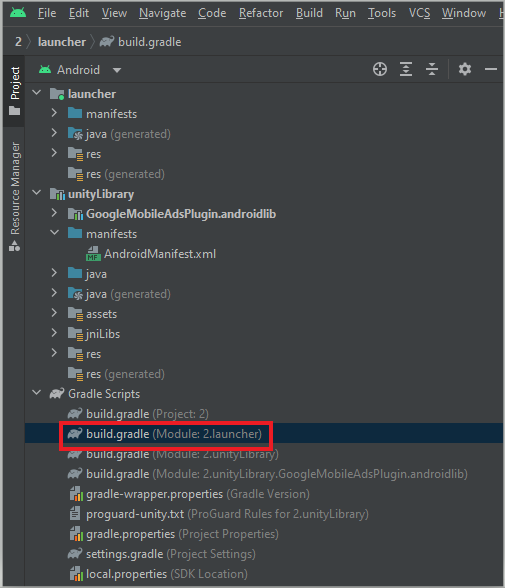 File Edit View Navigate Code Refactor Build Run Tools VCS Window
2 launcher build.gradle
Project
Resource Manager
Android
launcher
manifests
java (generated)
res
res (generated)
unityLibrary
GoogleMobileAdsPlugin.androidlib
manifests
MF AndroidManifest.xml
java
java (generated)
assets
jniLibs
res
res (generated)
Gradle Scripts
build.gradle (Project: 2)
build.gradle (Module: 2.launcher)
build.gradle (Module: 2.unityLibrary)
build.gradle (Module: 2.unityLibrary.GoogleMobileAdsPlugin.androidlib)
gradle-wrapper.properties (Gradle Version)
proguard-unity.txt (ProGuard Rules for 2.unityLibrary)
gradle.properties (Project Properties)
settings.gradle (Project Settings)
local.properties (SDK Location)